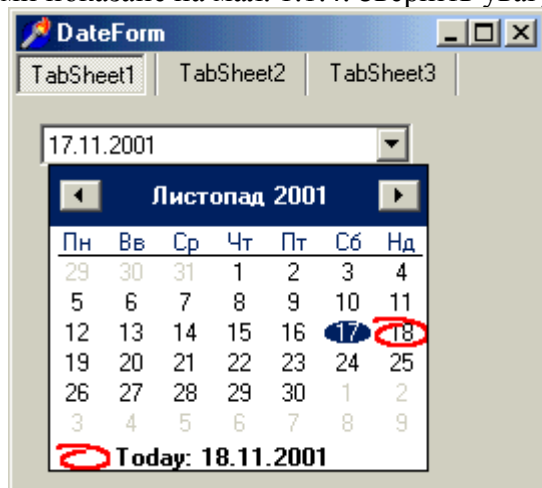 DateForm
TabSheet1 TabSheet2 TabSheet3
17.11.2001
Листопад 2001
Пн Вв Ср Чт Пт Сб Нд
29 30 31 1 2 3 4
5 6 7 8 9 10 11
12 13 14 15 16 17 18
19 20 21 22 23 24 25
26 27 28 29 30 1 2
3 4 5 6 7 8 9
Today: 18.11.2001